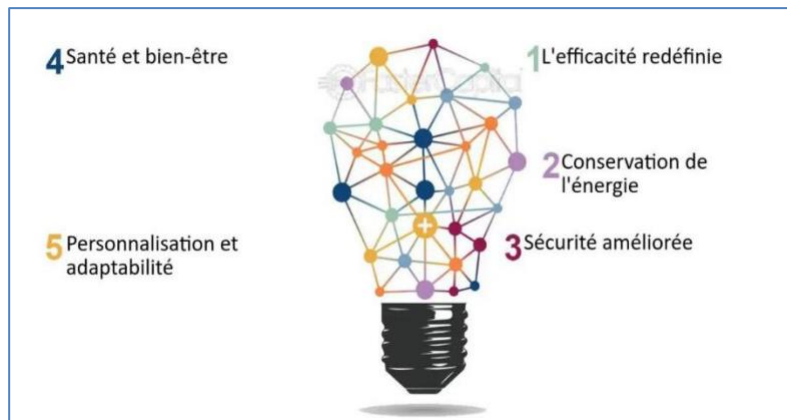 4 Santé et bien-être
1 L'efficacité redéfinie
FasterCapital
2 Conservation de
l'énergie
5 Personnalisation et
adaptabilité
3 Sécurité améliorée